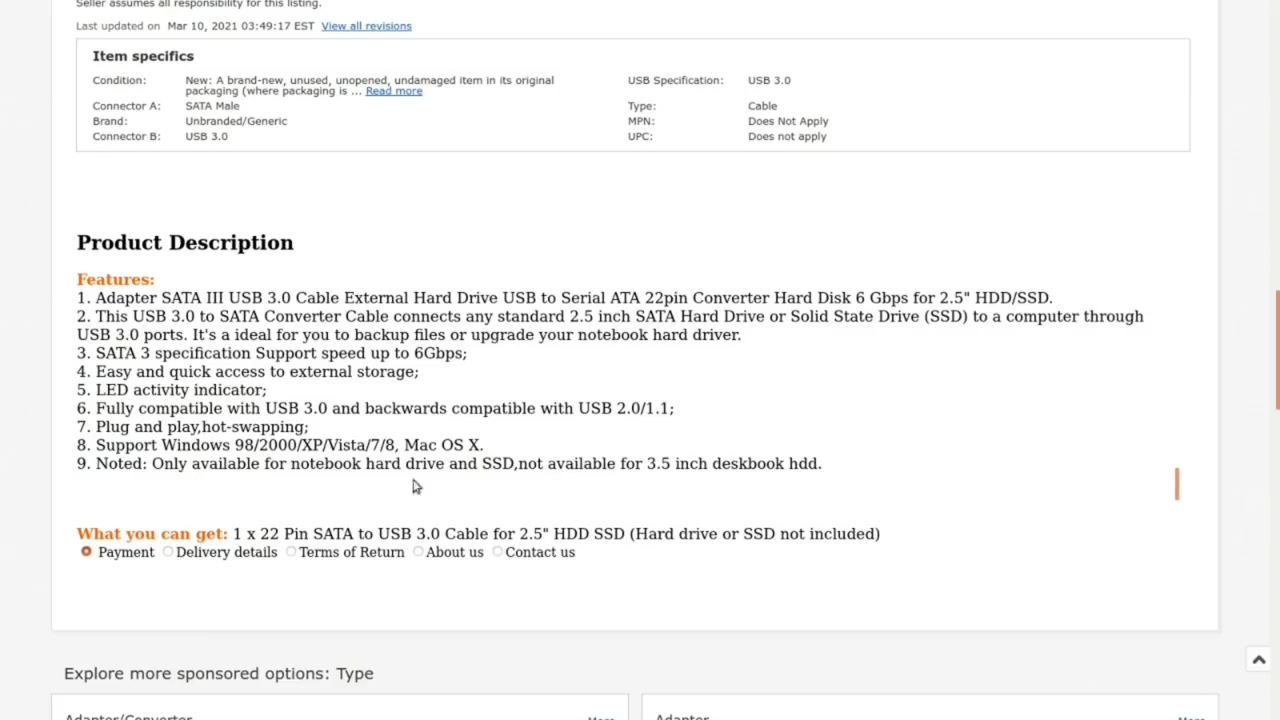 Seller assumes all responsibility for this listing.
Last updated on Mar 10, 2021 03:49:17 EST View all revisions
Item specifics
Condition: New: A brand-new, unused, unopened, undamaged item in its original USB Specification: USB 3.0
packaging (where packaging is ... Read more
Connector A: SATA Male Type: Cable
Brand: Unbranded/Generic MPN: Does Not Apply
Connector B: USB 3.0 UPC: Does not apply
Product Description
Features:
1. Adapter SATA III USB 3.0 Cable External Hard Drive USB to Serial ATA 22pin Converter Hard Disk 6 Gbps for 2.5" HDD/SSD.
2. This USB 3.0 to SATA Converter Cable connects any standard 2.5 inch SATA Hard Drive or Solid State Drive (SSD) to a computer through
USB 3.0 ports. It's a ideal for you to backup files or upgrade your notebook hard driver.
3. SATA 3 specification Support speed up to 6Gbps;
4. Easy and quick access to external storage;
5. LED activity indicator;
6. Fully compatible with USB 3.0 and backwards compatible with USB 2.0/1.1;
7. Plug and play,hot-swapping;
8. Support Windows 98/2000/XP/Vista/7/8, Mac OS X.
9. Noted: Only available for notebook hard drive and SSD,not available for 3.5 inch deskbook hdd.
What you can get: 1 x 22 Pin SATA to USB 3.0 Cable for 2.5" HDD SSD (Hard drive or SSD not included)
Payment Delivery details Terms of Return About us Contact us
Explore more sponsored options: Type
Adapter/Converter More Adapter More